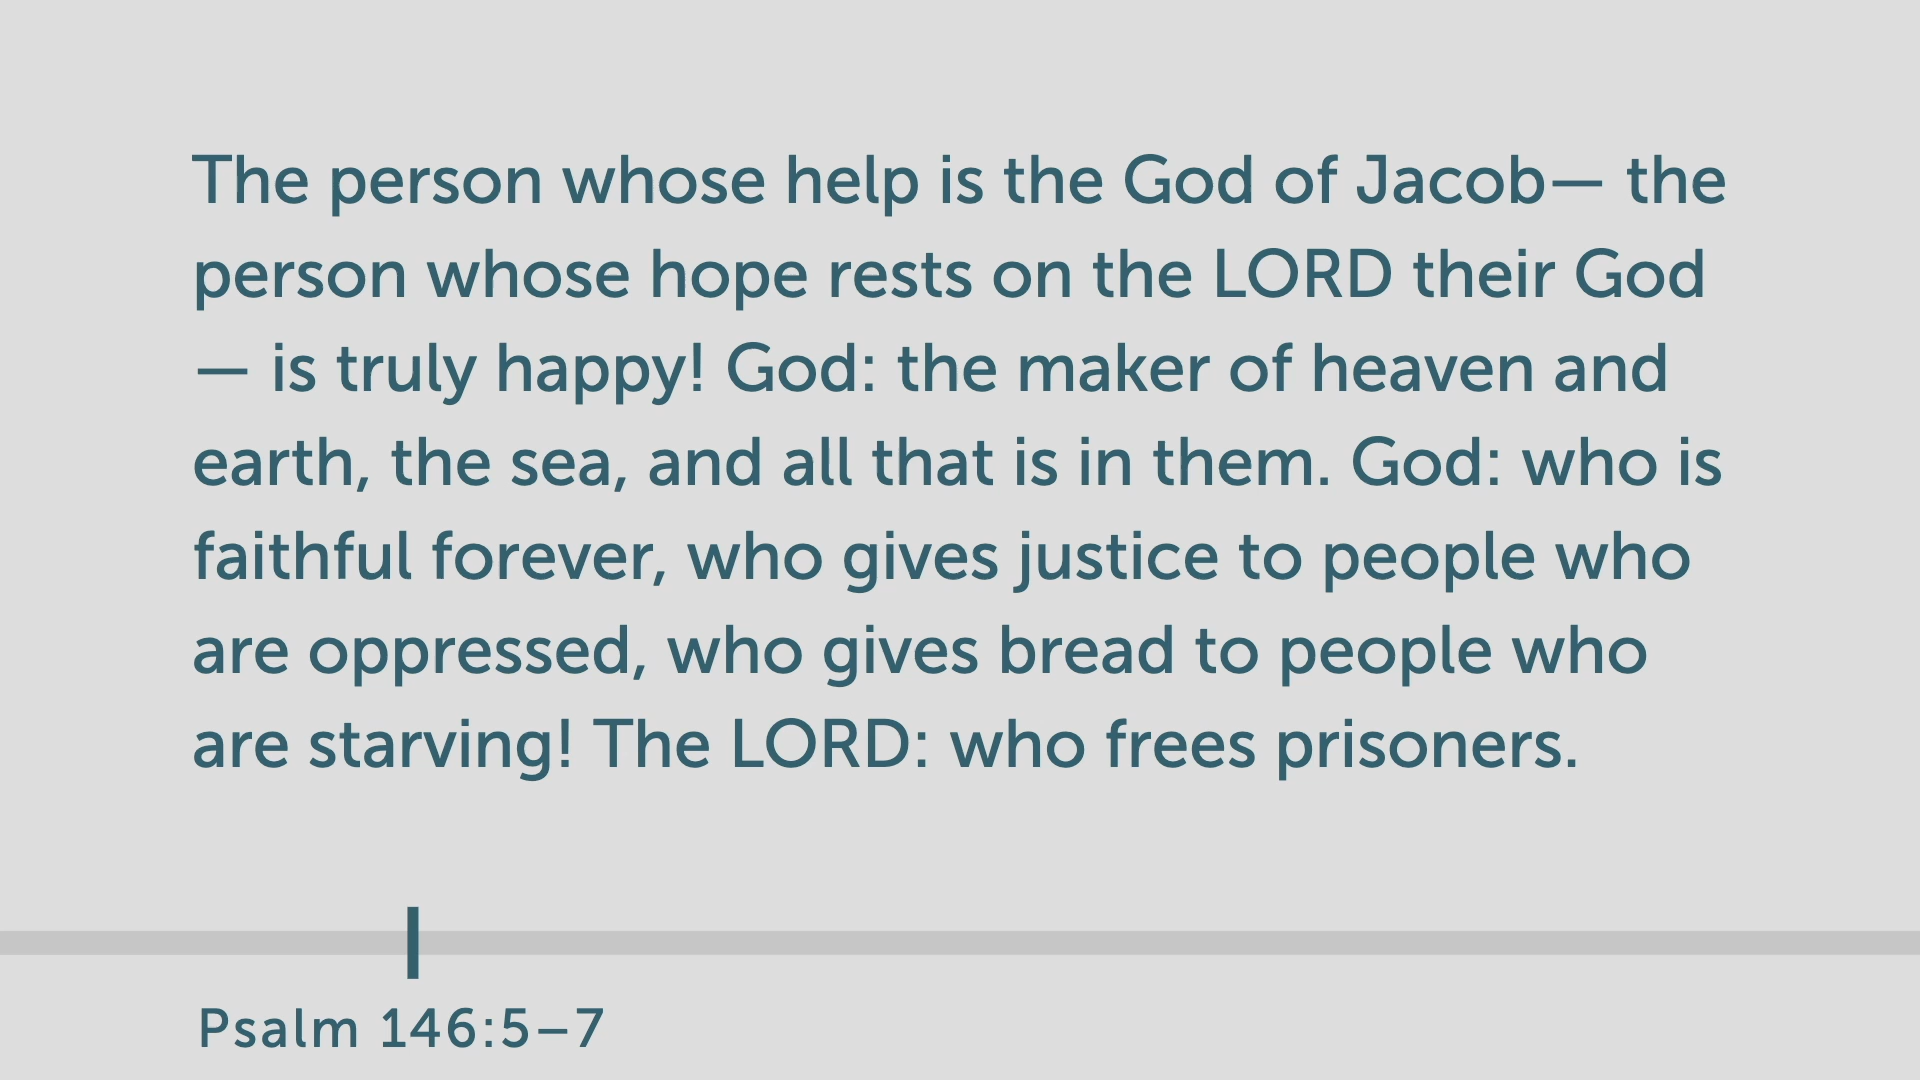 The person whose help is the God of Jacob— the
person whose hope rests on the LORD their God
— is truly happy! God: the maker of heaven and
earth, the sea, and all that is in them. God: who is
faithful forever, who gives justice to people who
are oppressed, who gives bread to people who
are starving! The LORD: who frees prisoners.
Psalm 146:5–7